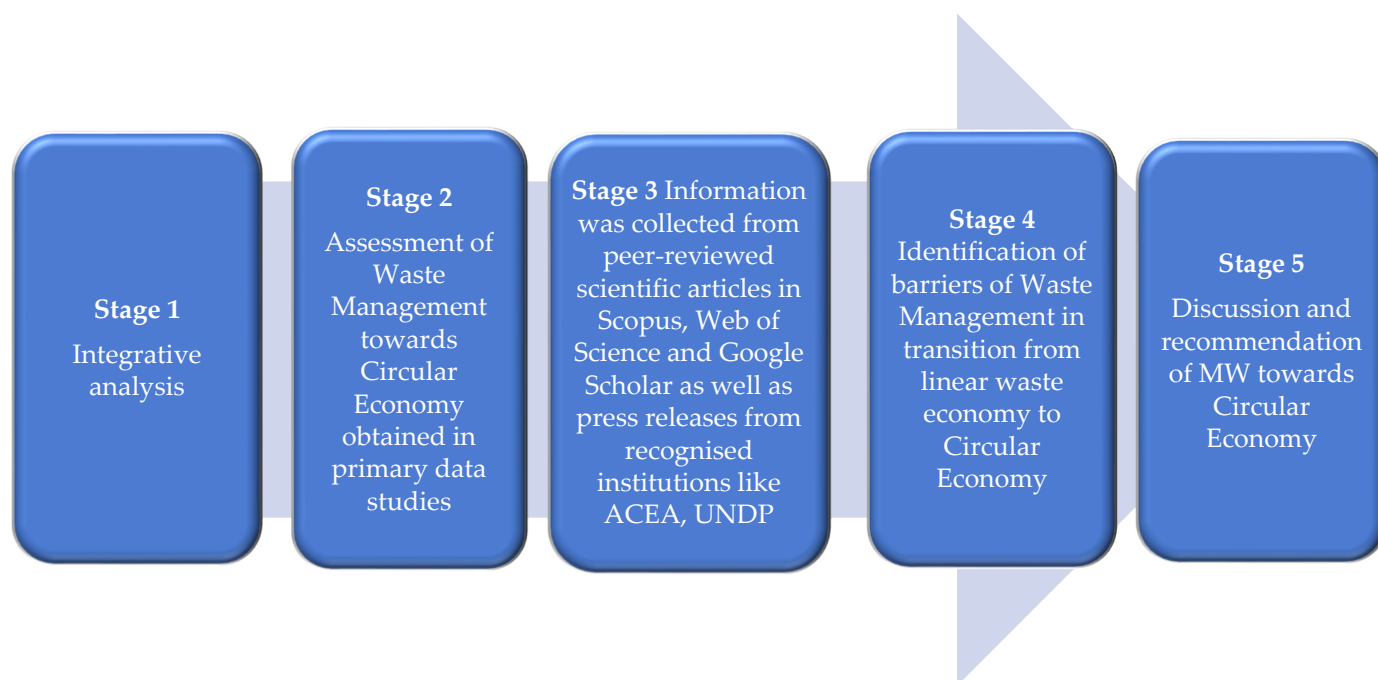 Stage 1
Integrative
analysis
Stage 2
Assessment of
Waste
Management
towards
Circular
Economy
obtained in
primary data
studies
Stage 3 Information
was collected from
peer-reviewed
scientific articles in
Scopus, Web of
Science and Google
Scholar as well as
press releases from
recognised
institutions like
ACEA, UNDP
Stage 4
Identification of
barriers of Waste
Management in
transition from
linear waste
economy to
Circular
Economy
Stage 5
Discussion and
recommendation
of MW towards
Circular
Economy